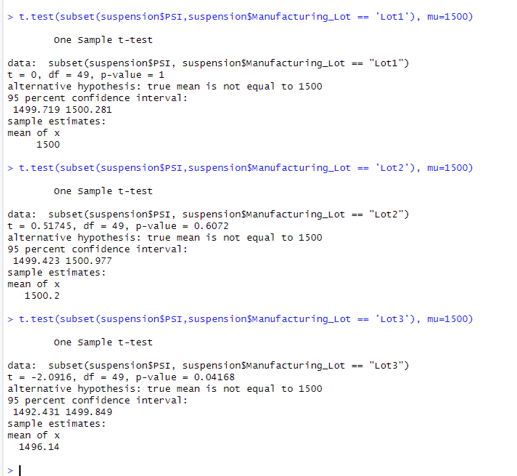 > t.test(subset(suspension$PSI,suspension$Manufacturing_Lot == 'Lot1'), mu=1500)
One Sample t-test
data:  subset(suspension$PSI, suspension$Manufacturing_Lot == "Lot1")
t = 0, df = 49, p-value = 1
alternative hypothesis: true mean is not equal to 1500
95 percent confidence interval:
1499.719 1500.281
sample estimates:
mean of x
1500
> t.test(subset(suspension$PSI,suspension$Manufacturing_Lot == 'Lot2'), mu=1500)
One Sample t-test
data:  subset(suspension$PSI, suspension$Manufacturing_Lot == "Lot2")
t = 0.51745, df = 49, p-value = 0.6072
alternative hypothesis: true mean is not equal to 1500
95 percent confidence interval:
1499.423 1500.977
sample estimates:
mean of x
1500.2
> t.test(subset(suspension$PSI,suspension$Manufacturing_Lot == 'Lot3'), mu=1500)
One Sample t-test
data:  subset(suspension$PSI, suspension$Manufacturing_Lot == "Lot3")
t = -2.0916, df = 49, p-value = 0.04168
alternative hypothesis: true mean is not equal to 1500
95 percent confidence interval:
1492.431 1499.849
sample estimates:
mean of x
1496.14
>